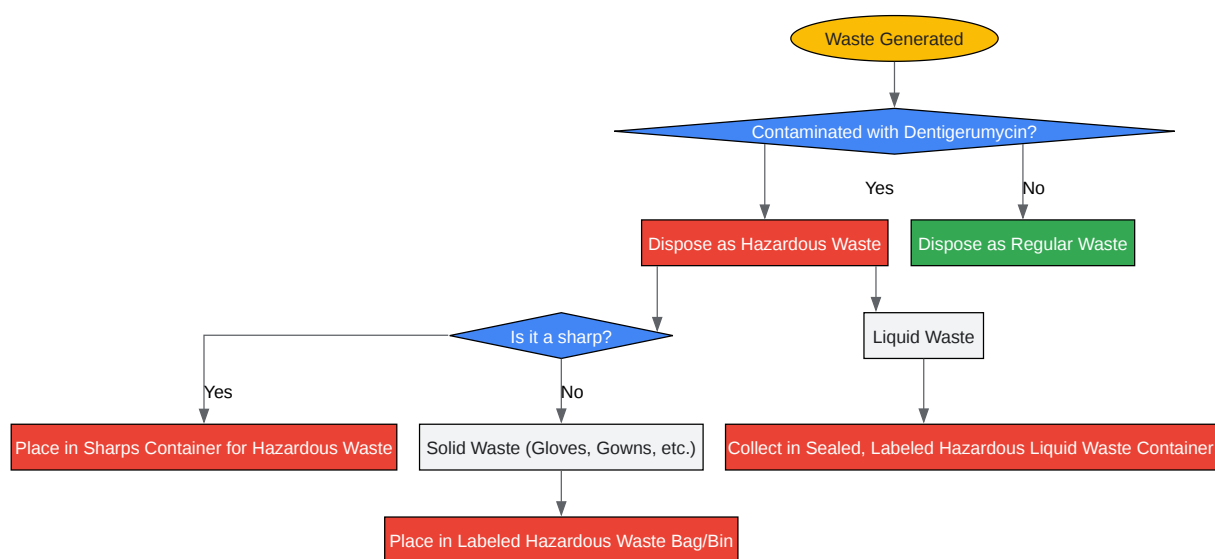 Waste Generated
Contaminated with Dentigerumycin?
Yes
No
Dispose as Hazardous Waste
Dispose as Regular Waste
Is it a sharp?
Liquid Waste
Yes
No
Place in Sharps Container for Hazardous Waste
Solid Waste (Gloves, Gowns, etc.)
Collect in Sealed, Labeled Hazardous Liquid Waste Container
Place in Labeled Hazardous Waste Bag/Bin